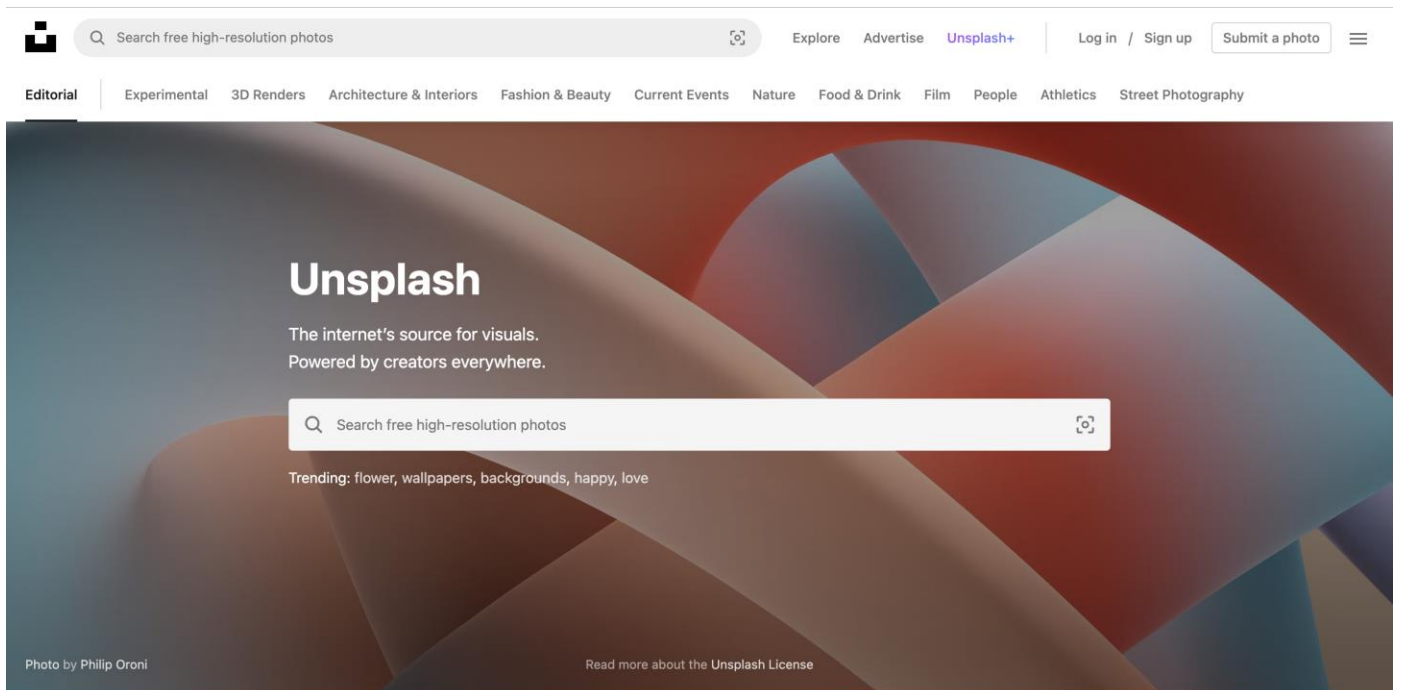 Search free high-resolution photos Explore Advertise Unsplash+ Log in / Sign up Submit a photo
Editorial Experimental 3D Renders Architecture & Interiors Fashion & Beauty Current Events Nature Food & Drink Film People Athletics Street Photography
Unsplash
The internet’s source for visuals.
Powered by creators everywhere.
Search free high-resolution photos
Trending: flower, wallpapers, backgrounds, happy, love
Photo by Philip Oroni Read more about the Unsplash License